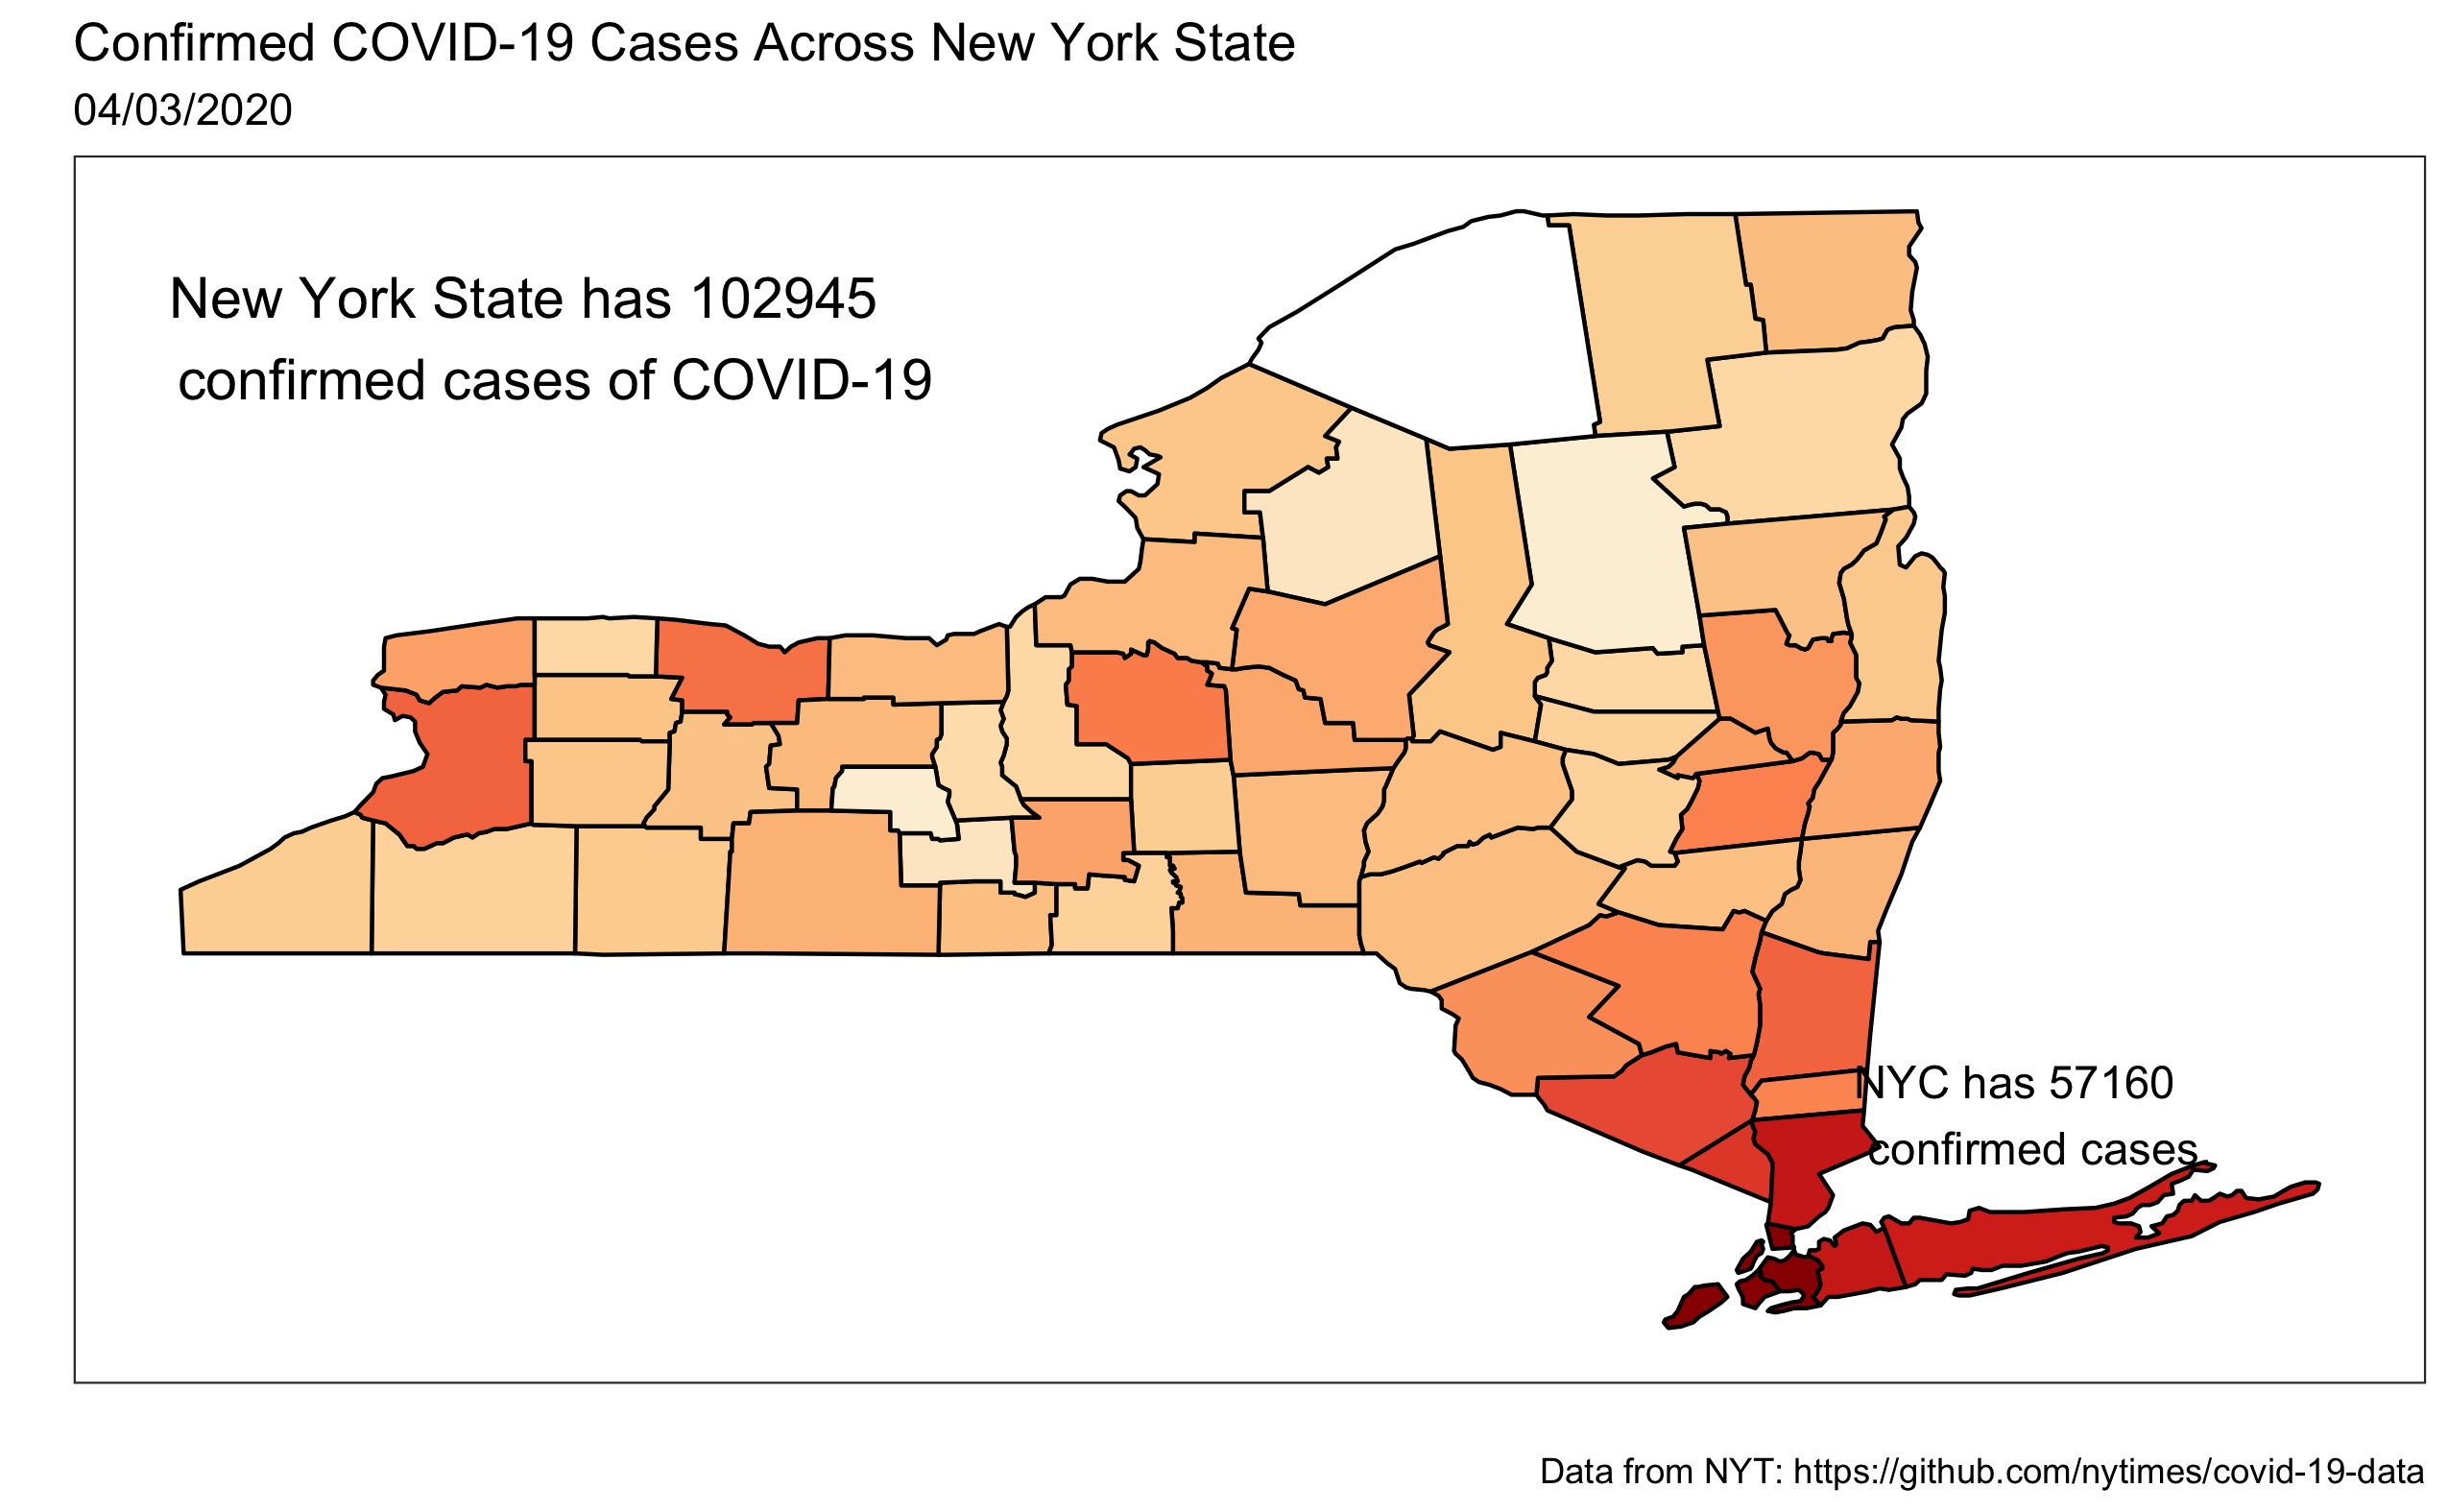 Confirmed COVID-19 Cases Across New York State
04/03/2020
New York State has 102945
confirmed cases of COVID-19
NYC has 57160
confirmed cases
Data from NYT: https://github.com/nytimes/covid-19-data